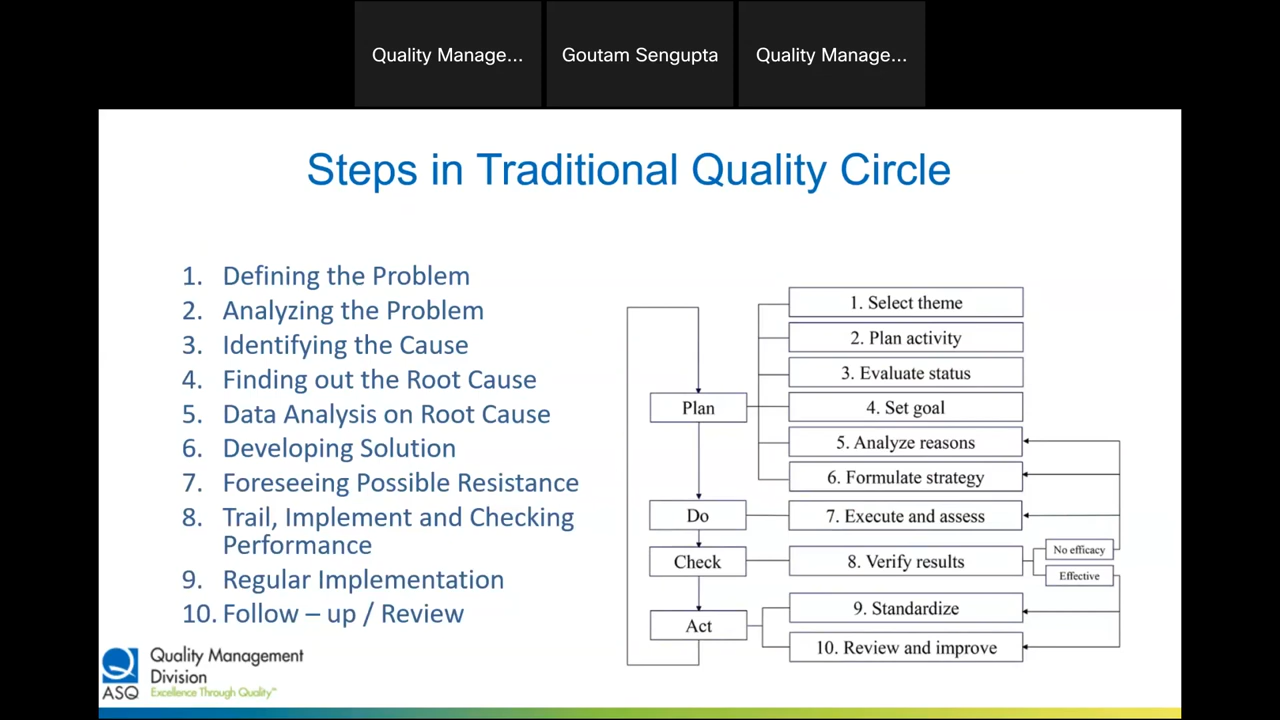 Quality Manage...
Goutam Sengupta
Quality Manage...
Steps in Traditional Quality Circle
1. Defining the Problem
2. Analyzing the Problem
3. Identifying the Cause
4. Finding out the Root Cause
5. Data Analysis on Root Cause
6. Developing Solution
7. Foreseeing Possible Resistance
8. Trail, Implement and Checking
Performance
9. Regular Implementation
10. Follow – up / Review
Plan
Do
Check
Act
1. Select theme
2. Plan activity
3. Evaluate status
4. Set goal
5. Analyze reasons
6. Formulate strategy
7. Execute and assess
8. Verify results
No efficacy
Effective
9. Standardize
10. Review and improve
ASQ
Quality Management
Division
Excellence Through Quality™